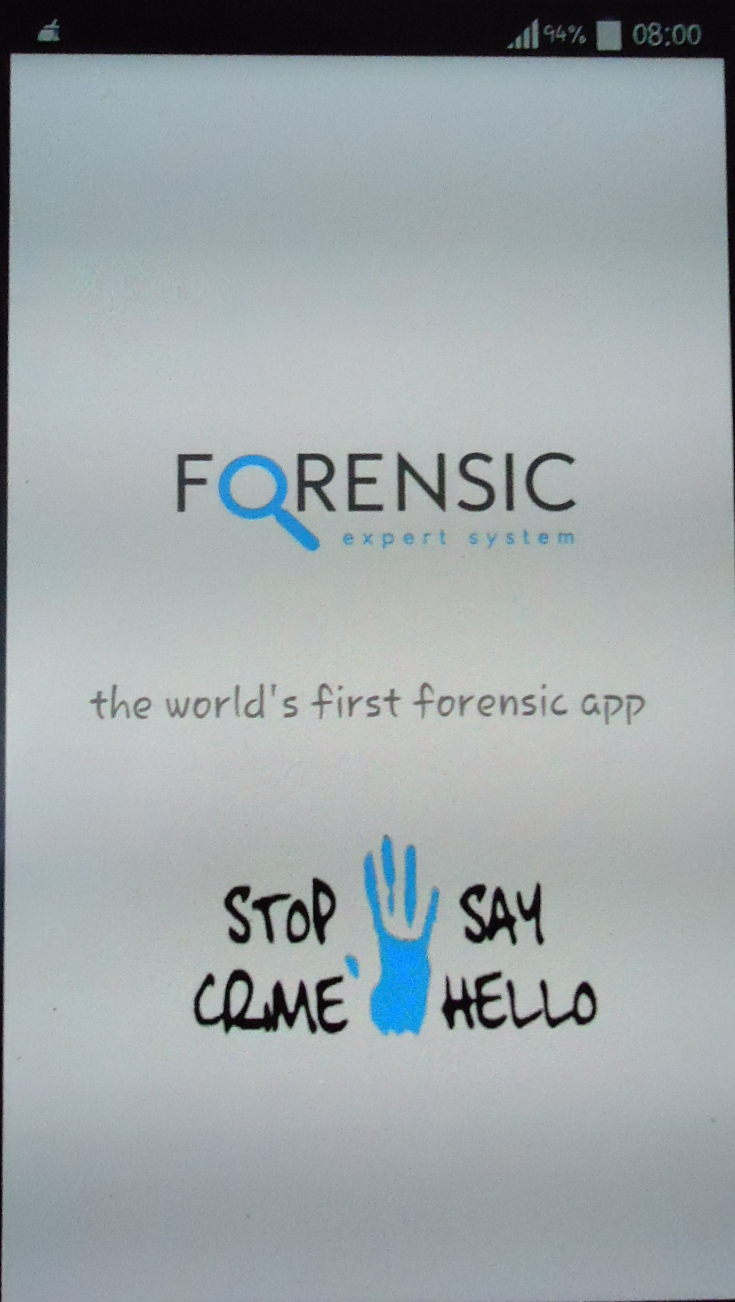 94% 08:00
FORENSIC
expert system
the world's first forensic app
STOP SAY
CRIME HELLO